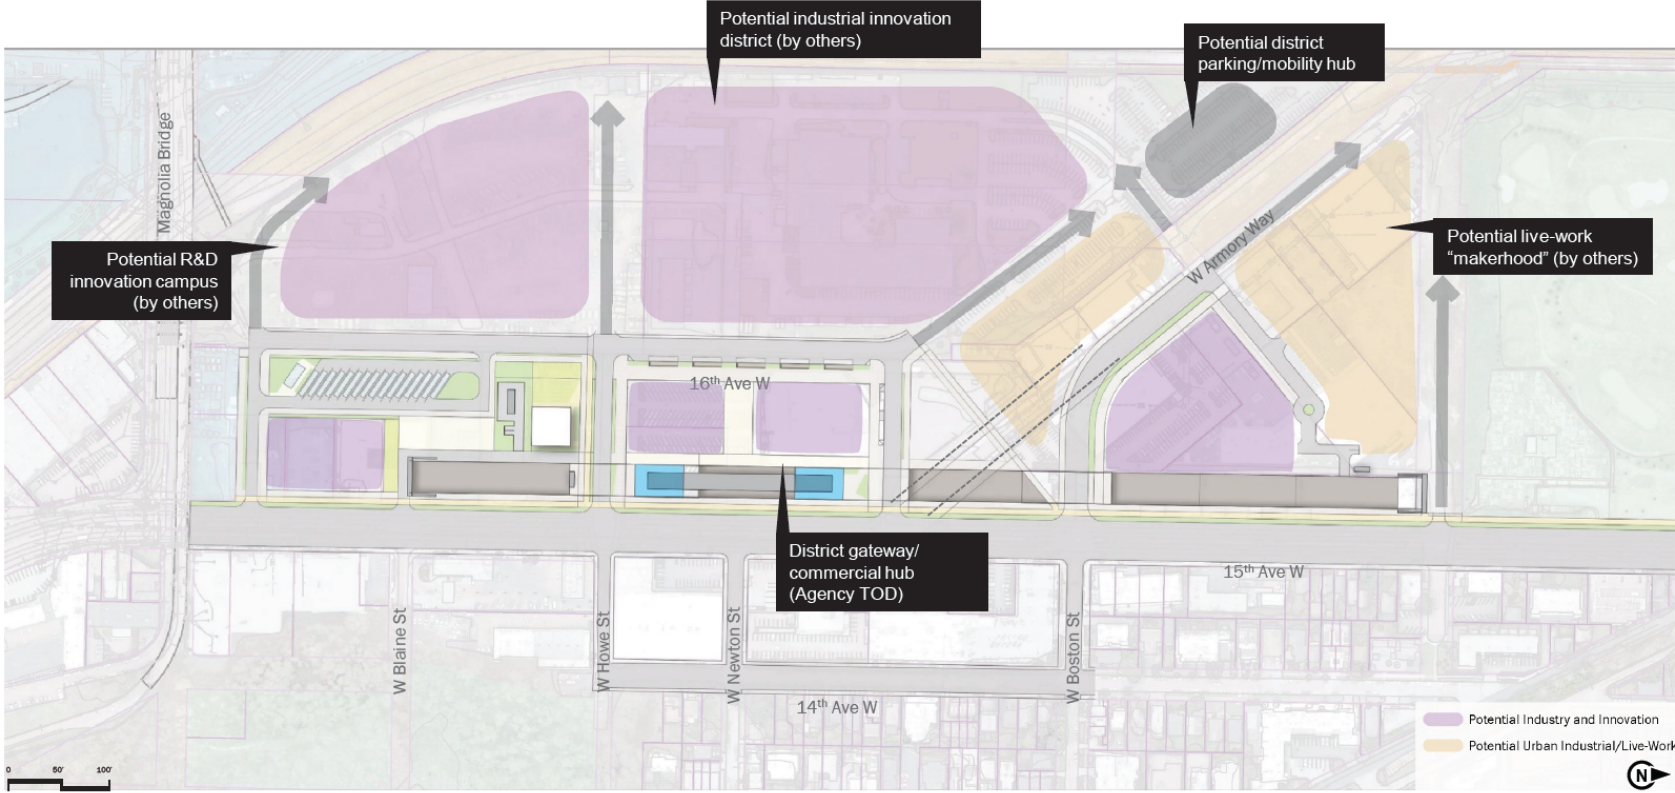 Potential industrial innovation
district (by others)
Potential district
parking/mobility hub
Magnolia Bridge
Potential R&D
innovation campus
(by others)
W Armory Way
Potential live-work
“makerhood” (by others)
16th Ave W
District gateway/
commercial hub
(Agency TOD)
15th Ave W
W Blaine St
W Howe St
W Newton St
W Boston St
14th Ave W
Potential Industry and Innovation
Potential Urban Industrial/Live-Work
0 50' 100'
N